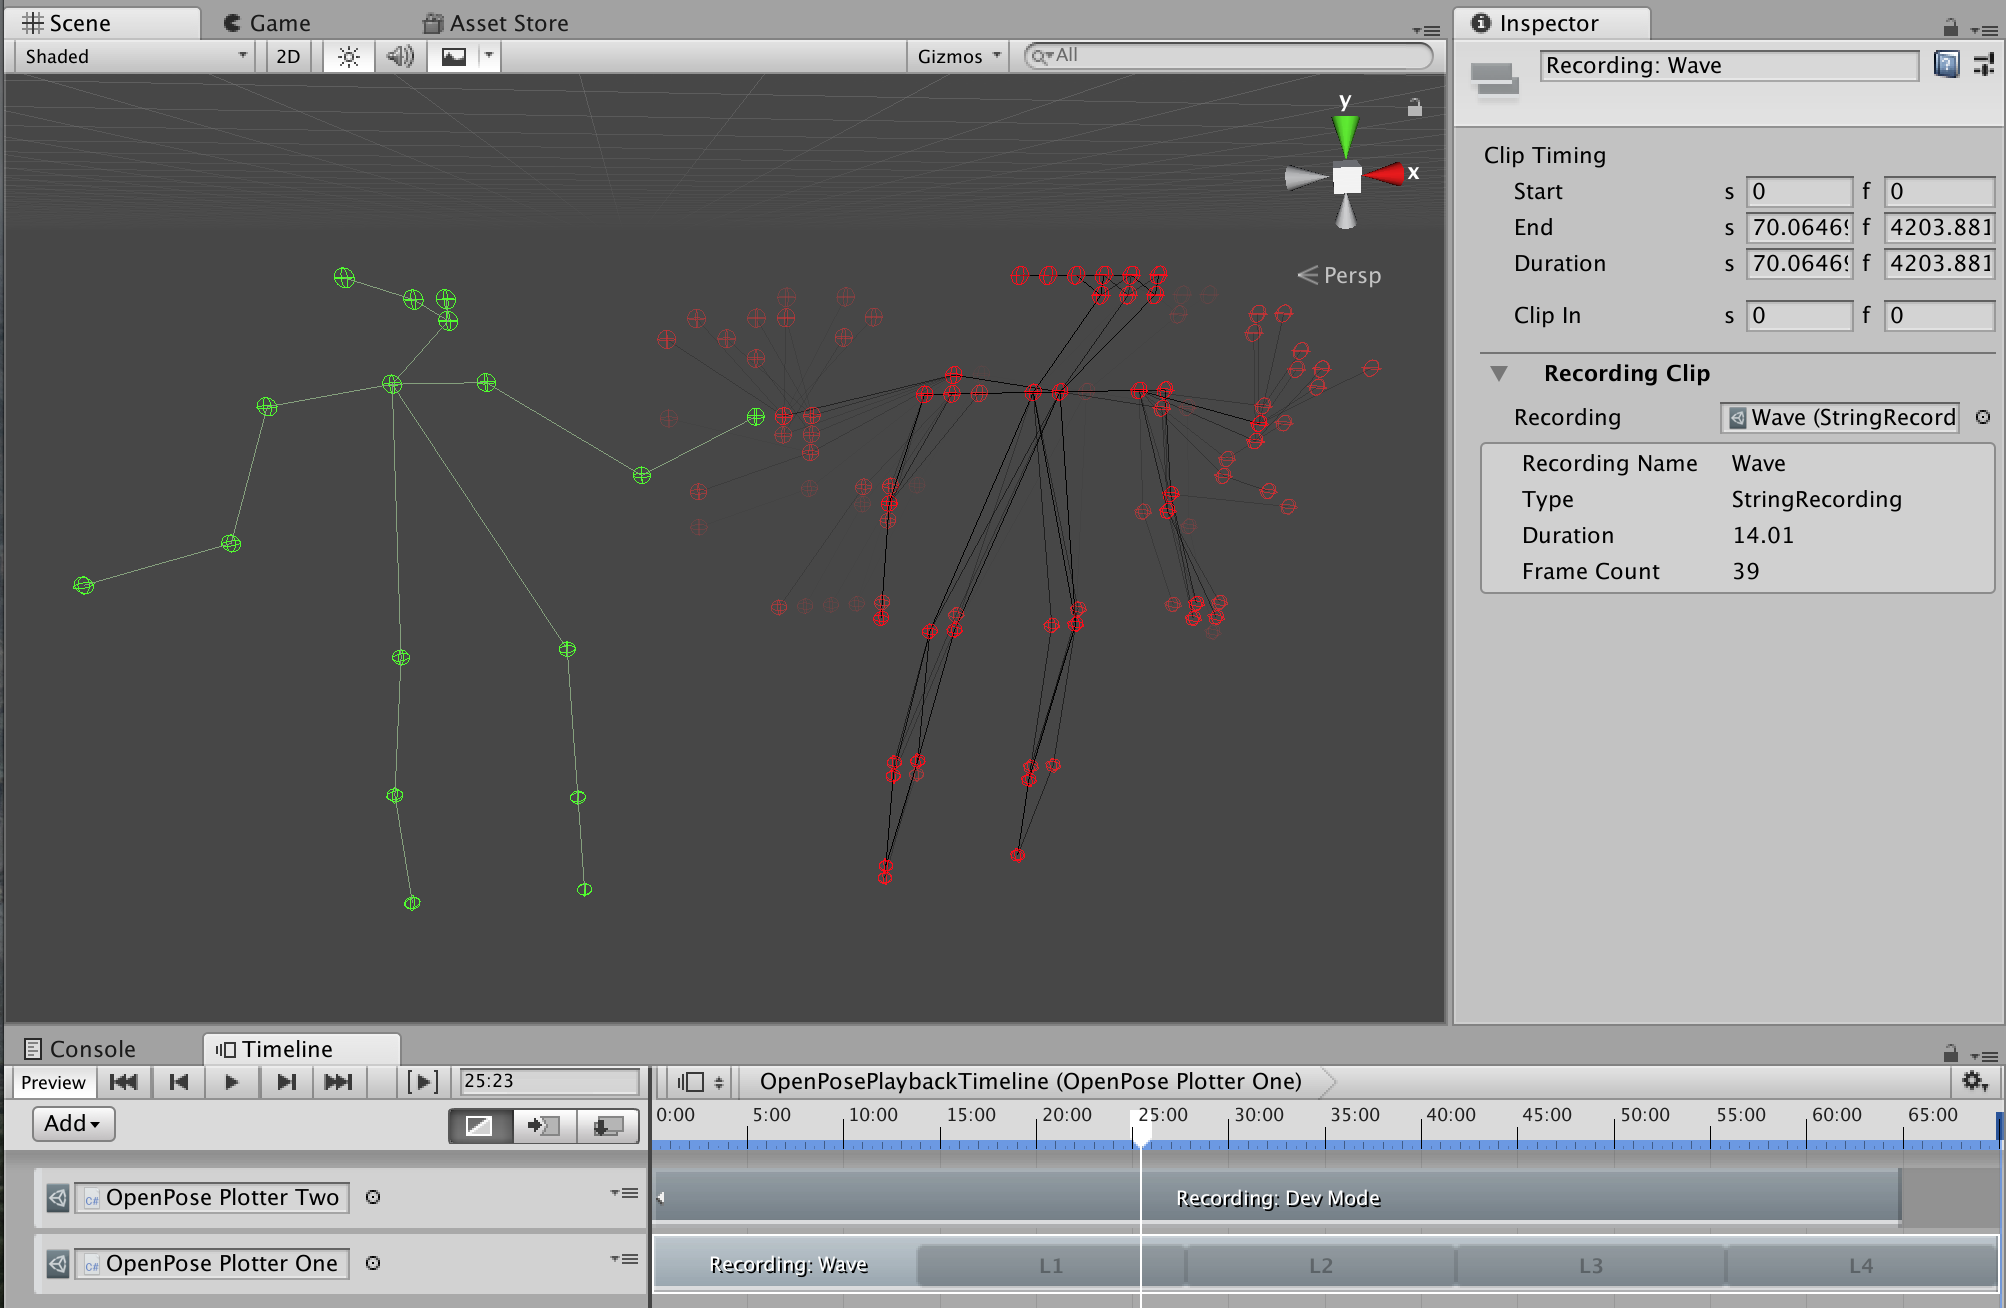 Scene
Game
Asset Store
Shaded
2D
Gizmos
All
y
x
Persp
Inspector
Recording: Wave
Clip Timing
Start s 0 f 0
End s 70.0646 f 4203.881
Duration s 70.0646 f 4203.881
Clip In s 0 f 0
Recording Clip
Recording Wave (StringRecord
Recording Name Wave
Type StringRecording
Duration 14.01
Frame Count 39
Console
Timeline
Preview
25:23
OpenPosePlaybackTimeline (OpenPose Plotter One)
Add
0:00 5:00 10:00 15:00 20:00 25:00 30:00 35:00 40:00 45:00 50:00 55:00 60:00 65:00
C# OpenPose Plotter Two
Recording: Dev Mode
C# OpenPose Plotter One
Recording: Wave L1 L2 L3 L4